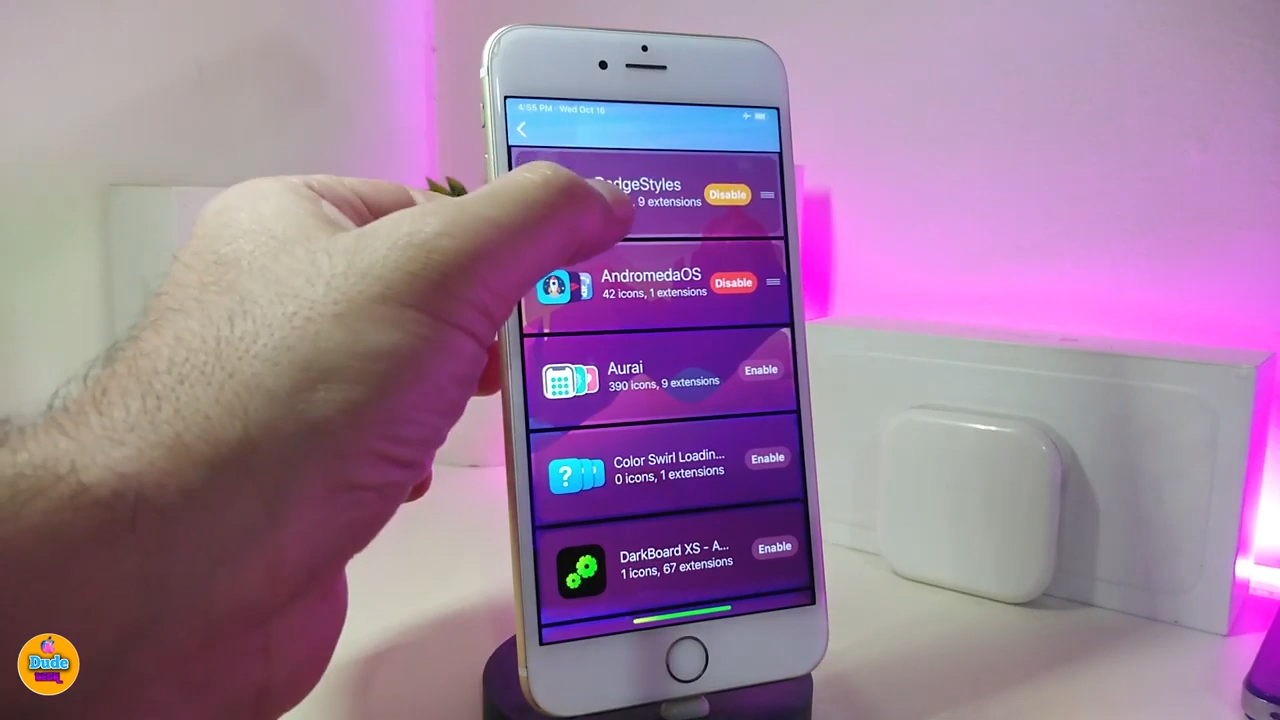 4:55 PM Wed Oct 16
BadgeStyles
, 9 extensions
Disable
AndromedaOS
42 icons, 1 extensions
Disable
Aurai
390 icons, 9 extensions
Enable
Color Swirl Loadin...
0 icons, 1 extensions
Enable
DarkBoard XS - A...
1 icons, 67 extensions
Enable
Dude